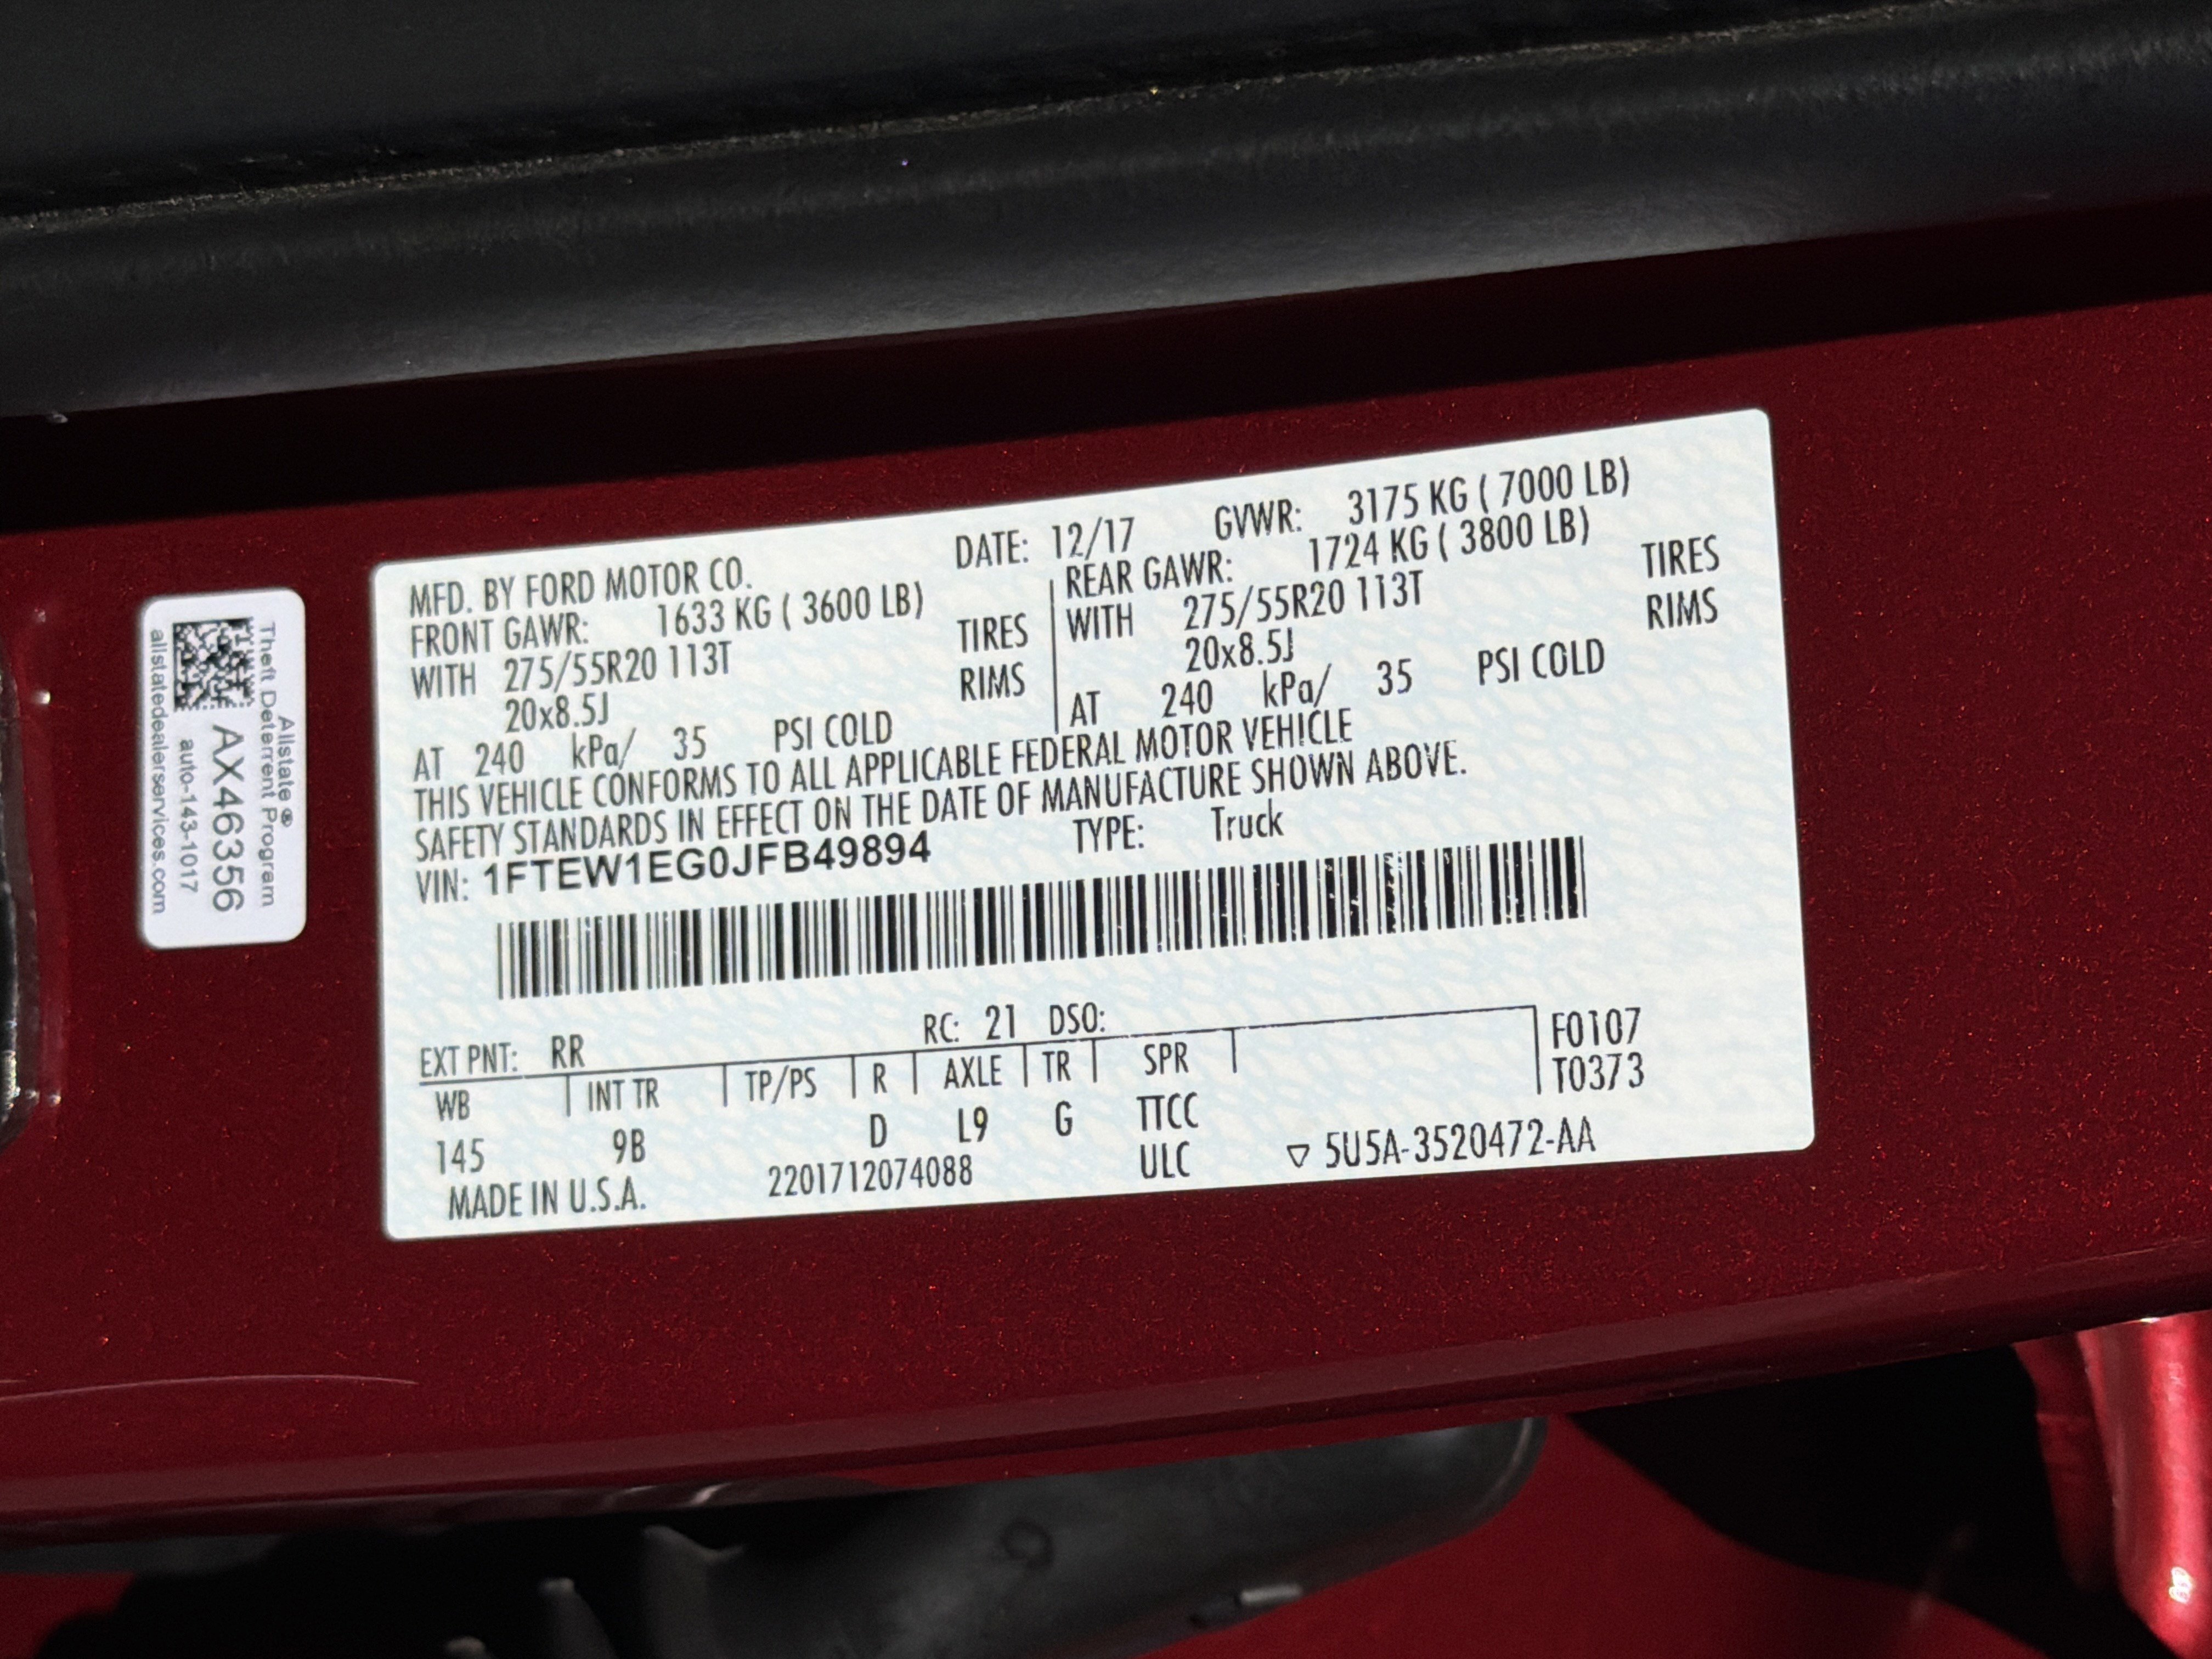 MFD. BY FORD MOTOR CO. DATE: 12/17 GVWR: 3175 KG ( 7000 LB)
FRONT GAWR: 1633 KG ( 3600 LB)
WITH 275/55R20 113T TIRES
20x8.5J RIMS
AT 240 kPa/ 35 PSI COLD
REAR GAWR: 1724 KG ( 3800 LB)
WITH 275/55R20 113T TIRES
20x8.5J RIMS
AT 240 kPa/ 35 PSI COLD
THIS VEHICLE CONFORMS TO ALL APPLICABLE FEDERAL MOTOR VEHICLE
SAFETY STANDARDS IN EFFECT ON THE DATE OF MANUFACTURE SHOWN ABOVE.
VIN: 1FTEW1EG0JFB49894 TYPE: Truck
EXT PNT: RR RC: 21 DSO:
WB INT TR TP/PS R AXLE TR SPR
145 9B D L9 G TTCC
ULC
F0107
T0373
MADE IN U.S.A. 2201712074088 ▽ 5U5A-3520472-AA
Allstate®
Theft Deterrent Program
AX46356
auto-143-1017
allstatedealerservices.com